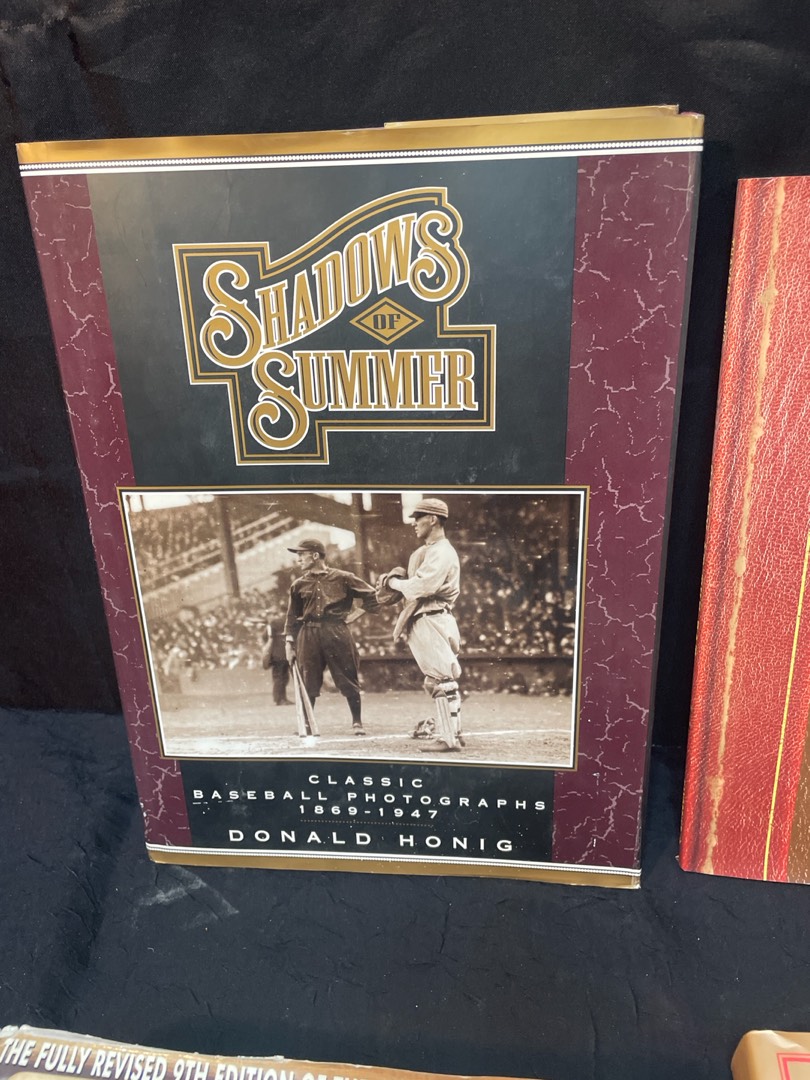 SHADOWS
OF
SUMMER
CLASSIC
BASEBALL PHOTOGRAPHS
1869-1947
DONALD HONIG
THE FULLY REVISED 9TH EDITION OF